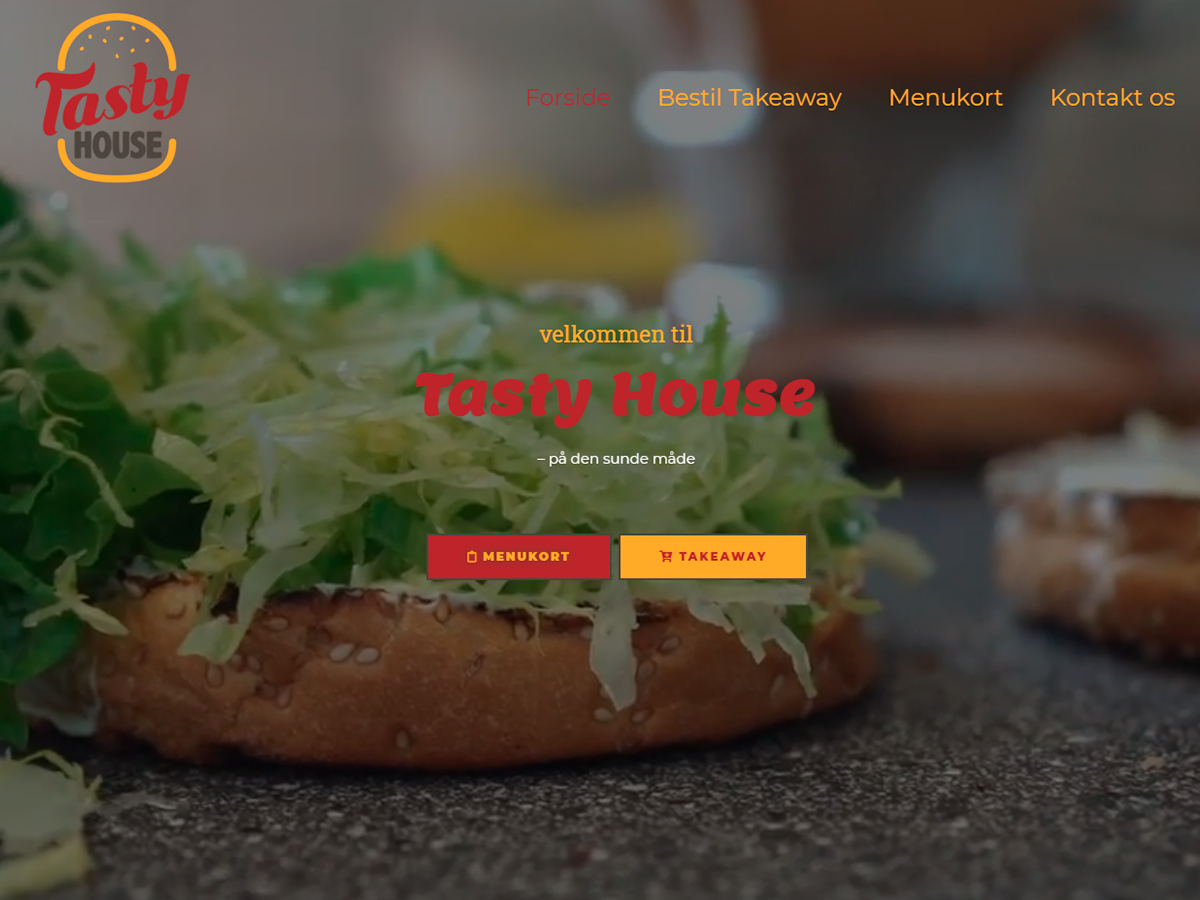 Tasty
HOUSE
Forside Bestil Takeaway Menukort Kontakt os
velkommen til
Tasty House
– på den sunde måde
MENUKORT TAKEAWAY